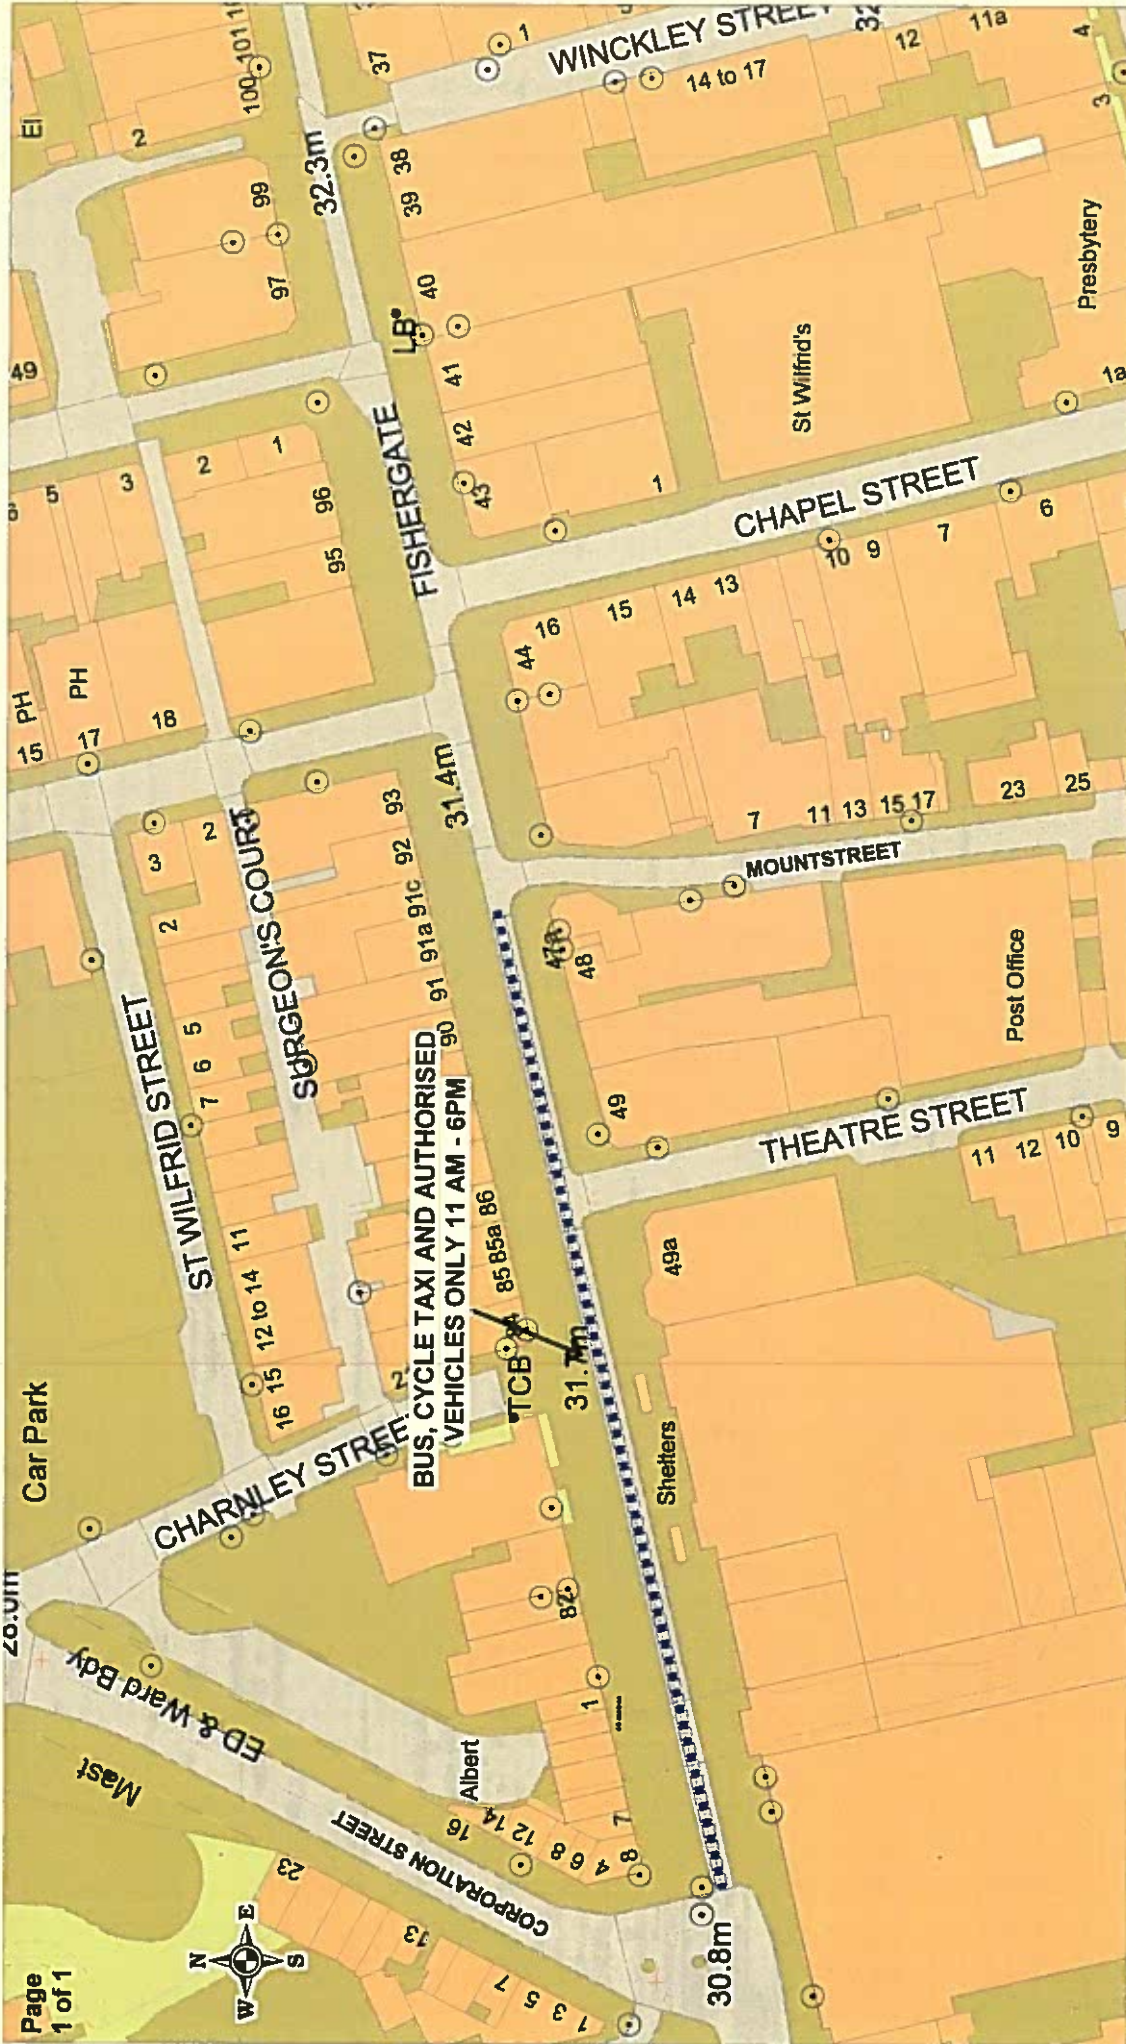 Page
1 of 1
N
W
E
S
Mast
ED & Ward Bdy
CORPORATION STREET
23
13
7
5
3
1
16
14
12
8
6
4
8
7
1
Albert
30.8m
Car Park
CHARNLEY STREE
ST WILFRID STREET
16
15
12 to 14
11
7
6
5
2
3
2
SURGEON'S COURT
BUS, CYCLE TAXI AND AUTHORISED
VEHICLES ONLY 11 AM - 6PM
TCB
82
85
85a
86
90
91
91a
91c
92
93
Shelters
49a
49
48
47a
THEATRE STREET
11
12
10
9
Post Office
MOUNTSTREET
31.4m
FISHERGATE
15
PH
17
PH
18
5
3
2
1
49
95
96
97
99
100
101
2
El
32.3m
37
38
39
40
LB
41
42
43
1
44
16
15
14
13
10
9
7
6
7
11
13
15
17
23
25
CHAPEL STREET
St Wilfrid's
Presbytery
1a
WINCKLEY STREET
1
14 to 17
12
11a
4
3